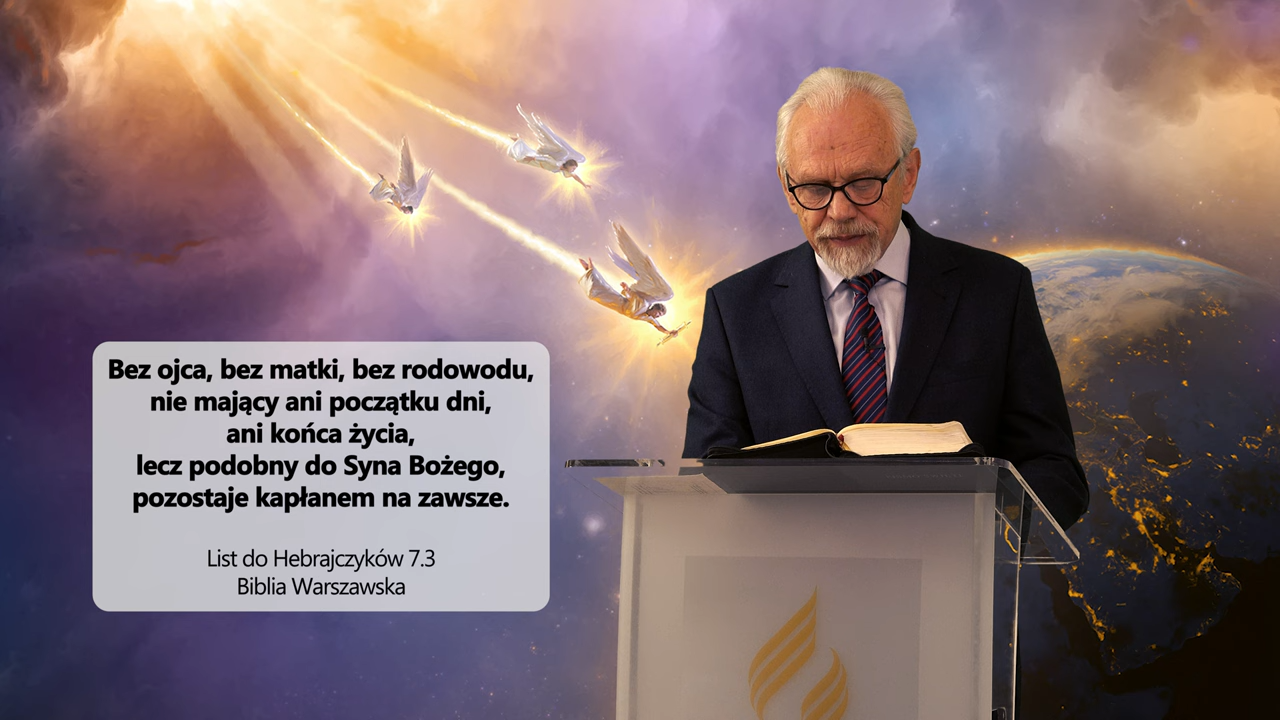 Bez ojca, bez matki, bez rodowodu,
nie mający ani początku dni,
ani końca życia,
lecz podobny do Syna Bożego,
pozostaje kapłanem na zawsze.
List do Hebrajczyków 7.3
Biblia Warszawska